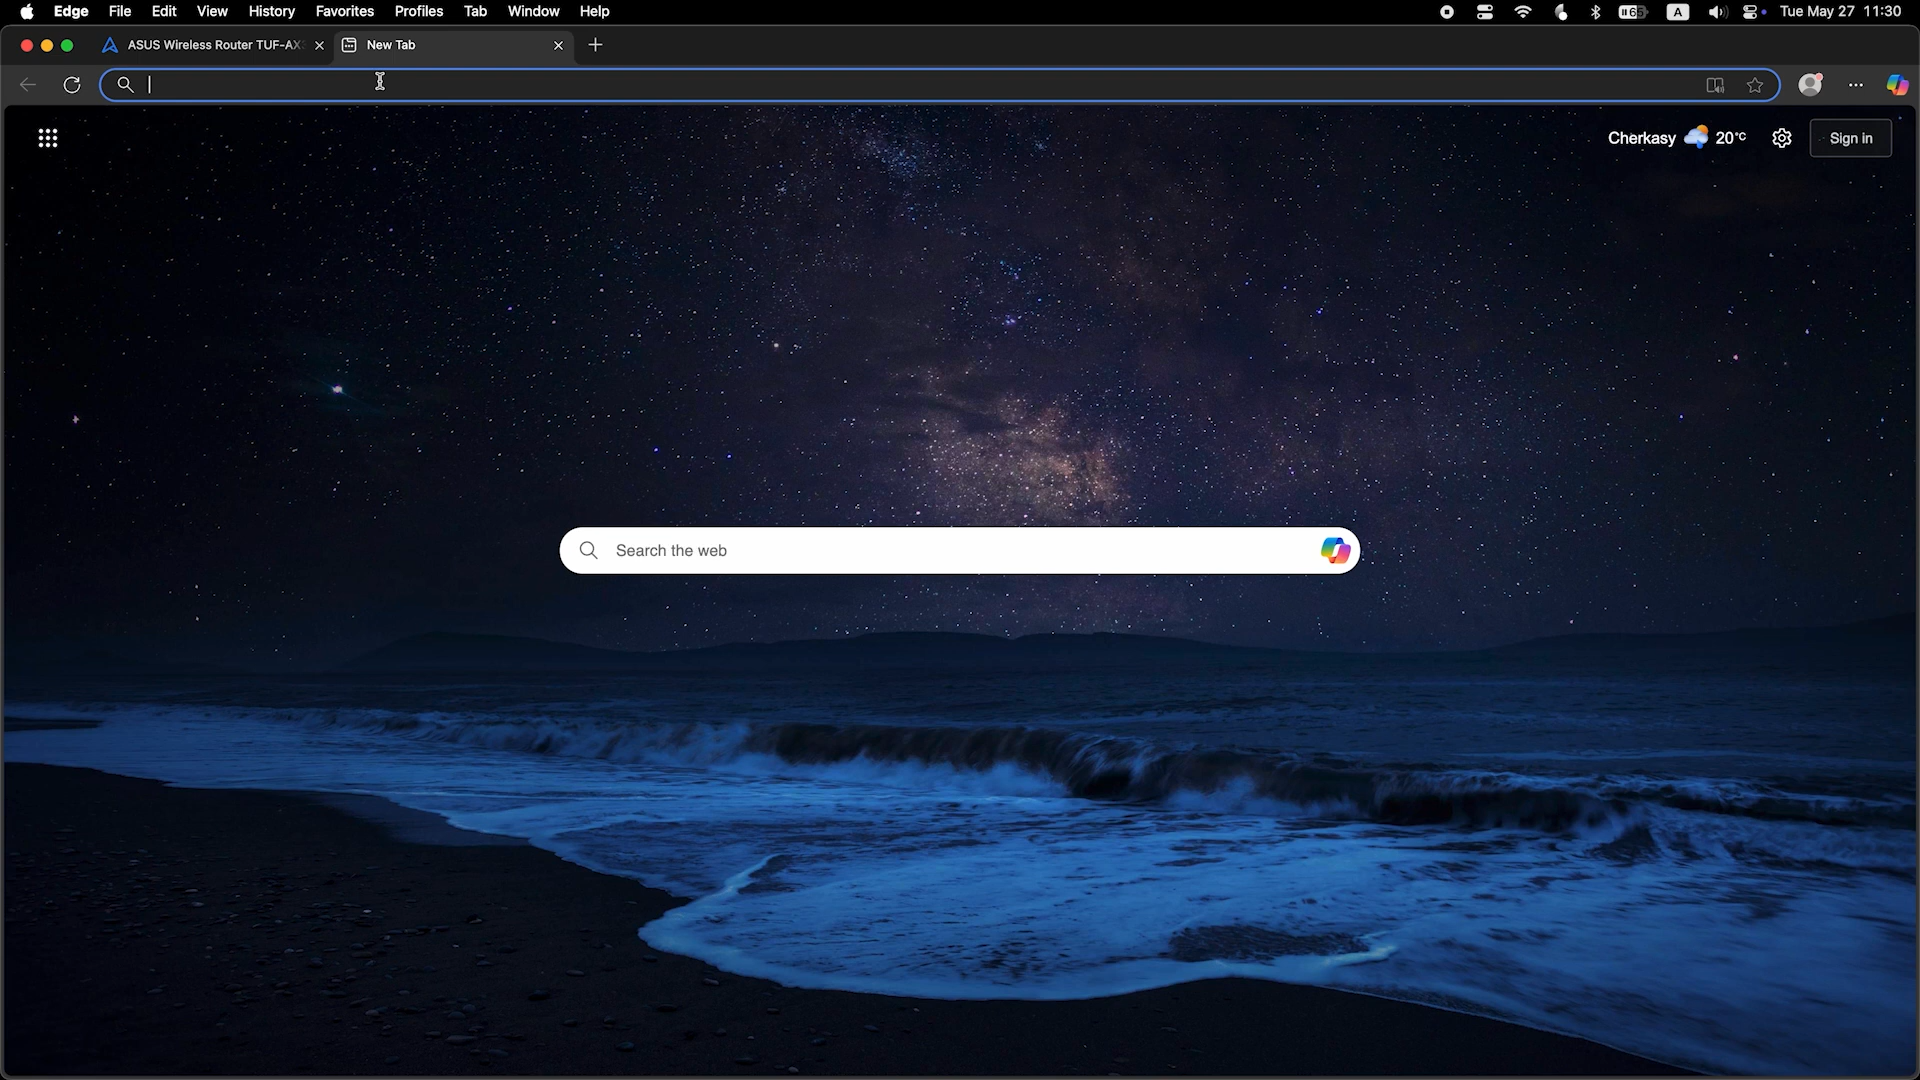 Edge File Edit View History Favorites Profiles Tab Window Help 65 A Tue May 27 11:30
ASUS Wireless Router TUF-AX New Tab
Cherkasy 20°C Sign in
Search the web